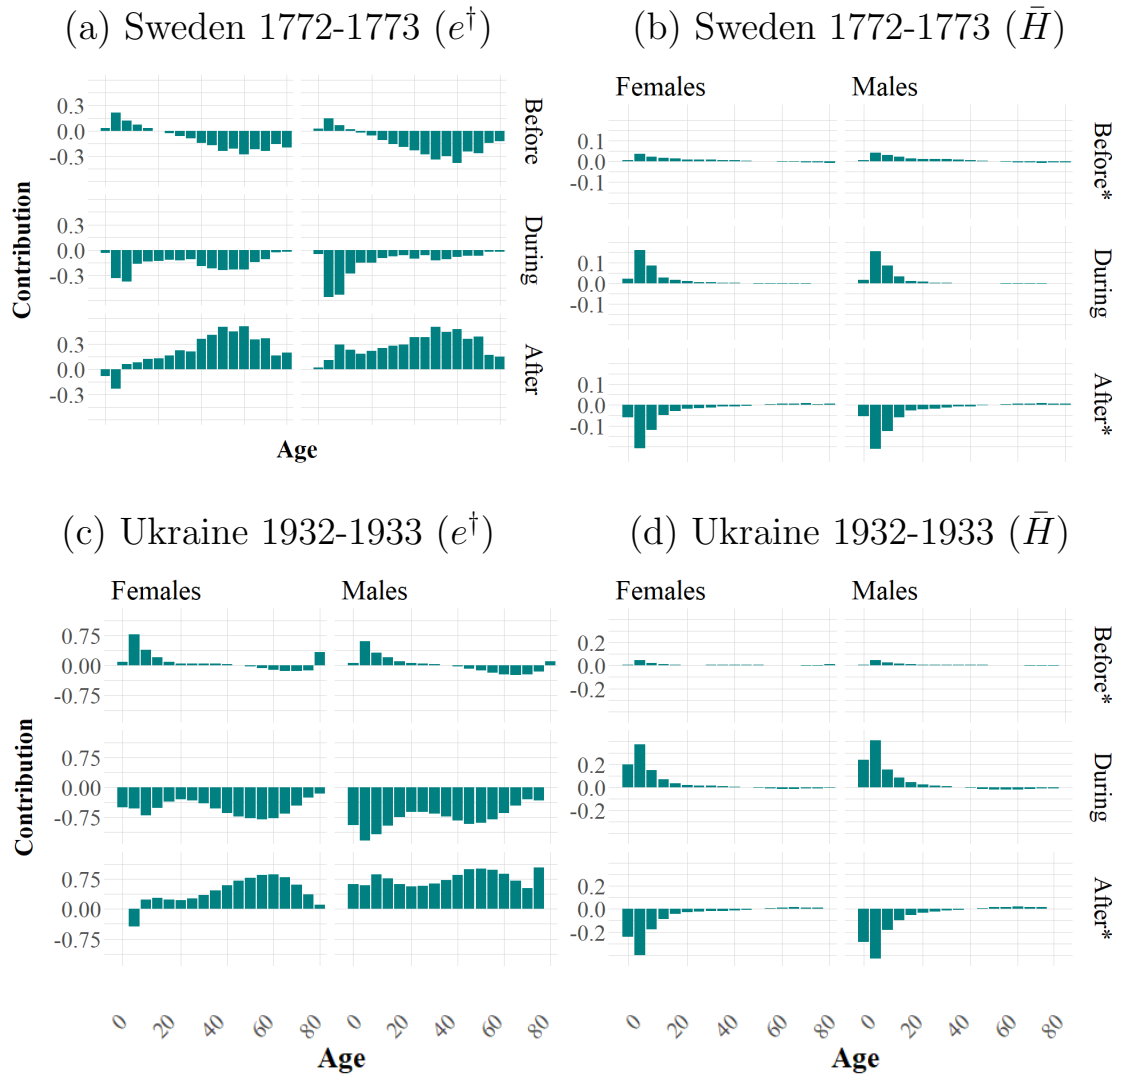 (a) Sweden 1772-1773 (e†)
(b) Sweden 1772-1773 (H̄)
Females Males
0.3
0.0
-0.3
Before
0.3
0.0
-0.3
During
0.3
0.0
-0.3
After
Contribution
Age
0.1
0.0
-0.1
Before*
0.1
0.0
-0.1
During
0.1
0.0
-0.1
After*
(c) Ukraine 1932-1933 (e†)
(d) Ukraine 1932-1933 (H̄)
Females Males
Females Males
0.75
0.00
-0.75
0.75
0.00
-0.75
0.75
0.00
-0.75
Contribution
0.2
0.0
-0.2
Before*
0.2
0.0
-0.2
During
0.2
0.0
-0.2
After*
0 20 40 60 80 0 20 40 60 80
0 20 40 60 80 0 20 40 60 80
Age
Age